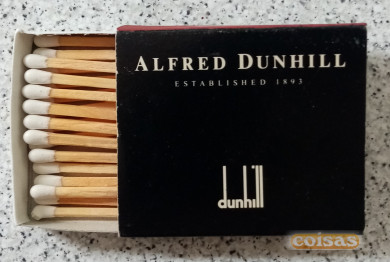 ALFRED DUNHILL
ESTABLISHED 1893
dunhill
coisas